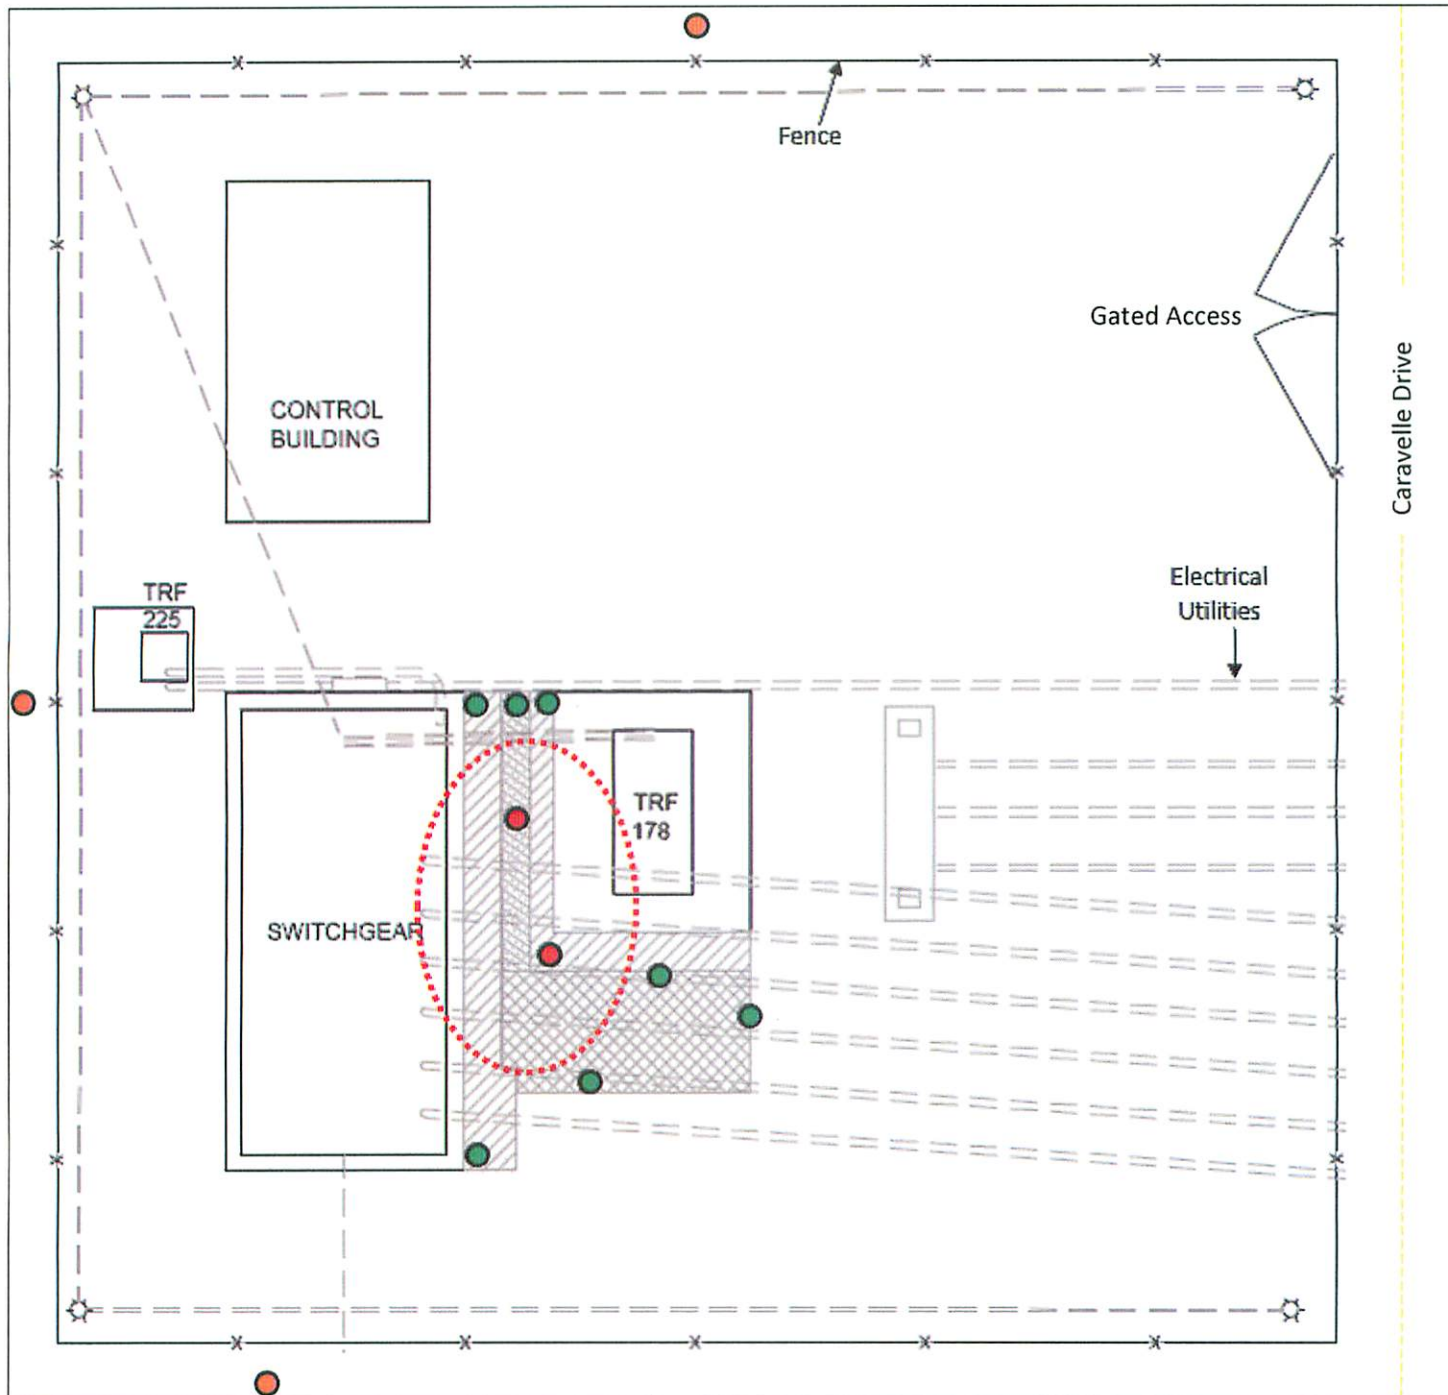 Fence
Gated Access
Caravelle Drive
CONTROL
BUILDING
Electrical
Utilities
TRF
225
TRF
178
SWITCHGEAR